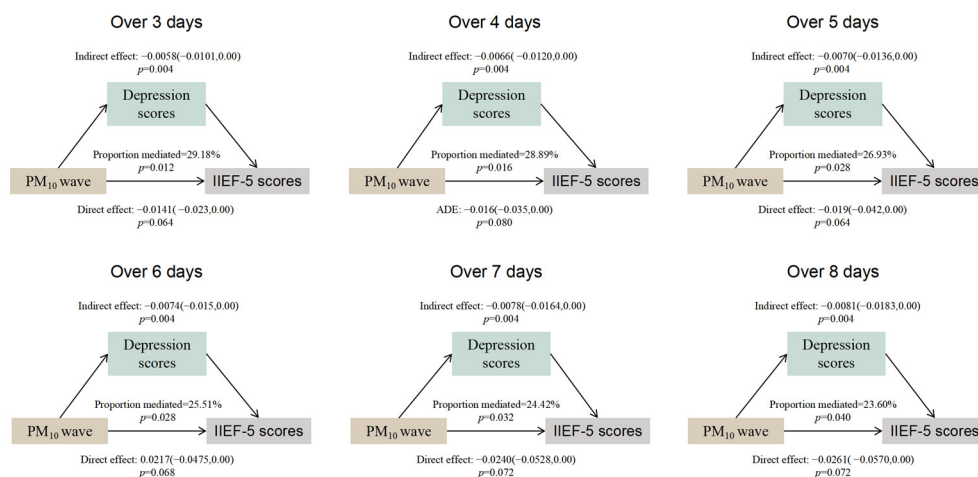 Over 3 days
Indirect effect: −0.0058(−0.0101,0.00)
p=0.004
Depression
scores
Proportion mediated=29.18%
p=0.012
PM₁₀ wave
IIEF-5 scores
Direct effect: −0.0141( −0.023,0.00)
p=0.064
Over 4 days
Indirect effect: −0.0066( −0.0120,0.00)
p=0.004
Depression
scores
Proportion mediated=28.89%
p=0.016
PM₁₀ wave
IIEF-5 scores
ADE: −0.016(−0.035,0.00)
p=0.080
Over 5 days
Indirect effect: −0.0070(−0.0136,0.00)
p=0.004
Depression
scores
Proportion mediated=26.93%
p=0.028
PM₁₀ wave
IIEF-5 scores
Direct effect: −0.019(−0.042,0.00)
p=0.064
Over 6 days
Indirect effect: −0.0074(−0.015,0.00)
p=0.004
Depression
scores
Proportion mediated=25.51%
p=0.028
PM₁₀ wave
IIEF-5 scores
Direct effect: 0.0217(−0.0475,0.00)
p=0.068
Over 7 days
Indirect effect: −0.0078(−0.0164,0.00)
p=0.004
Depression
scores
Proportion mediated=24.42%
p=0.032
PM₁₀ wave
IIEF-5 scores
Direct effect: −0.0240(−0.0528,0.00)
p=0.072
Over 8 days
Indirect effect: −0.0081(−0.0183,0.00)
p=0.004
Depression
scores
Proportion mediated=23.60%
p=0.040
PM₁₀ wave
IIEF-5 scores
Direct effect: −0.0261(−0.0570,0.00)
p=0.072